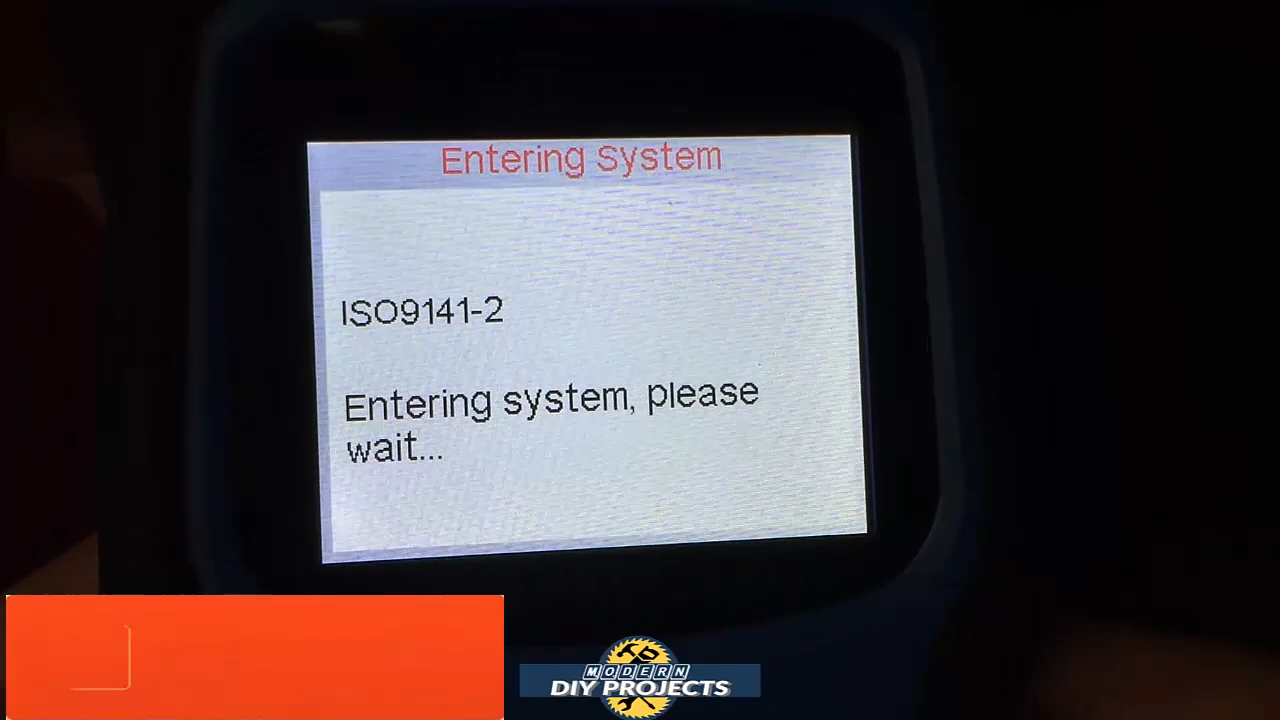 Entering System
ISO9141-2
Entering system, please
wait...
MODERN
DIY PROJECTS